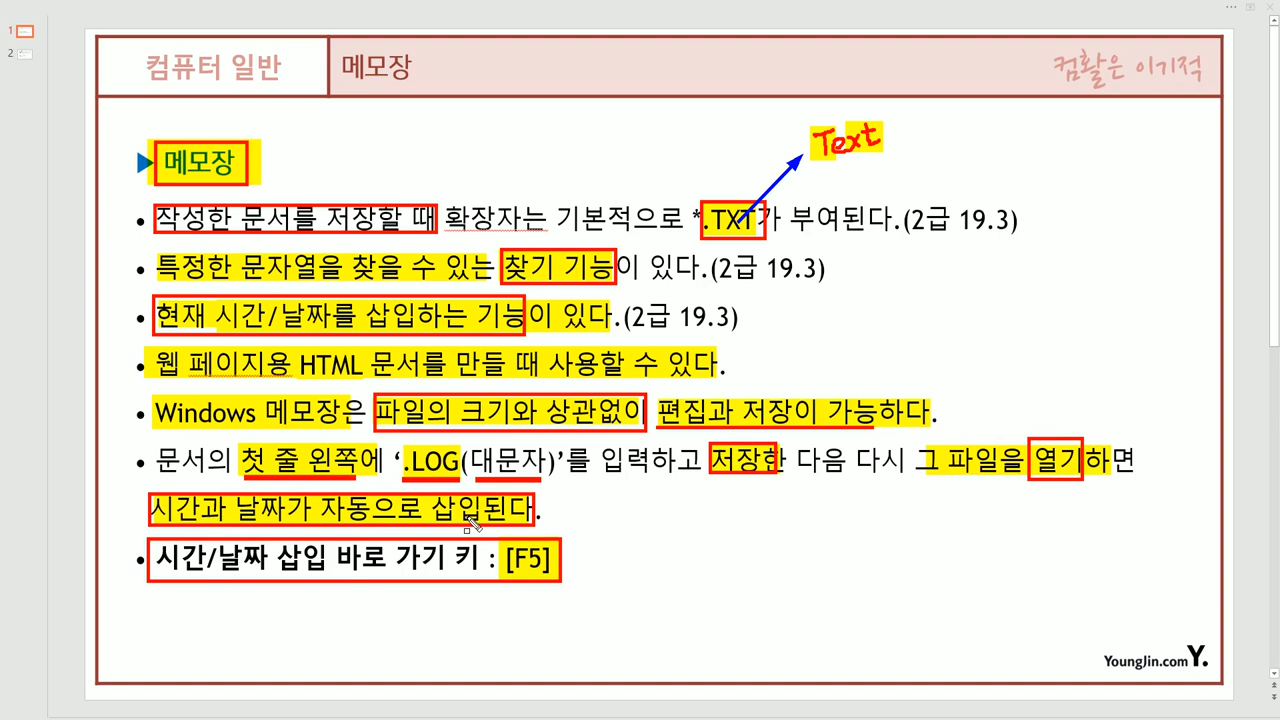 1
2
컴퓨터 일반
메모장
컴활은 이기적
메모장
Text
• 작성한 문서를 저장할 때 확장자는 기본적으로 *.TXT가 부여된다.(2급 19.3)
• 특정한 문자열을 찾을 수 있는 찾기 기능이 있다.(2급 19.3)
• 현재 시간/날짜를 삽입하는 기능이 있다.(2급 19.3)
• 웹 페이지용 HTML 문서를 만들 때 사용할 수 있다.
• Windows 메모장은 파일의 크기와 상관없이 편집과 저장이 가능하다.
• 문서의 첫 줄 왼쪽에 ‘.LOG(대문자)’를 입력하고 저장한 다음 다시 그 파일을 열기하면
시간과 날짜가 자동으로 삽입된다.
• 시간/날짜 삽입 바로 가기 키 : [F5]
YoungJin.com Y.